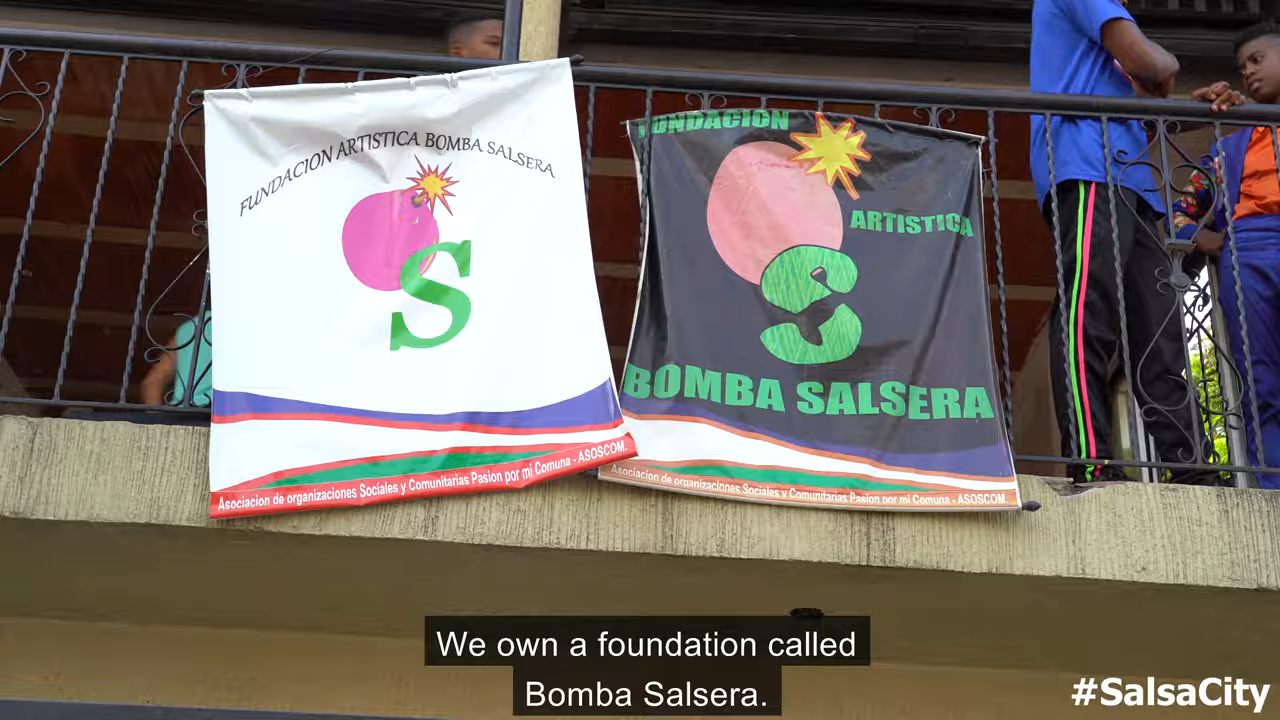 FUNDACION ARTISTICA BOMBA SALSERA
S
Asociacion de organizaciones Sociales y Comunitarias Pasion por mi Comuna - ASOSCOM.
FUNDACION
ARTISTICA
S
BOMBA SALSERA
Asociacion de organizaciones Sociales y Comunitarias Pasion por mi Comuna - ASOSCOM.
We own a foundation called
Bomba Salsera.
#SalsaCity